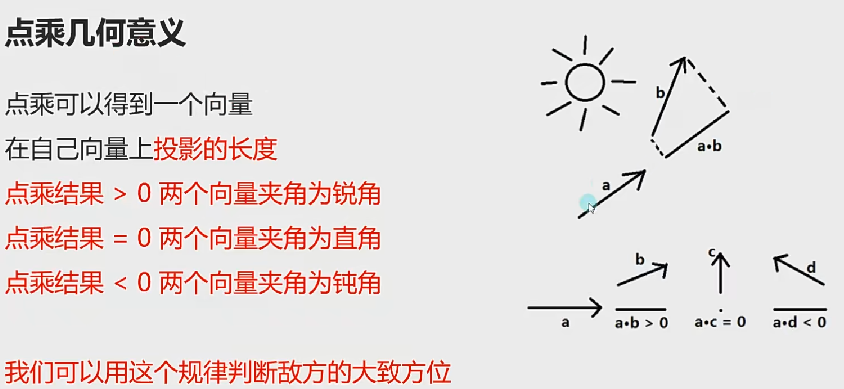 点乘几何意义
点乘可以得到一个向量
在自己向量上投影的长度
点乘结果 > 0 两个向量夹角为锐角
点乘结果 = 0 两个向量夹角为直角
点乘结果 < 0 两个向量夹角为钝角
我们可以用这个规律判断敌方的大致方位
b
a•b
a
b
c
d
a
a•b > 0
a•c = 0
a•d < 0